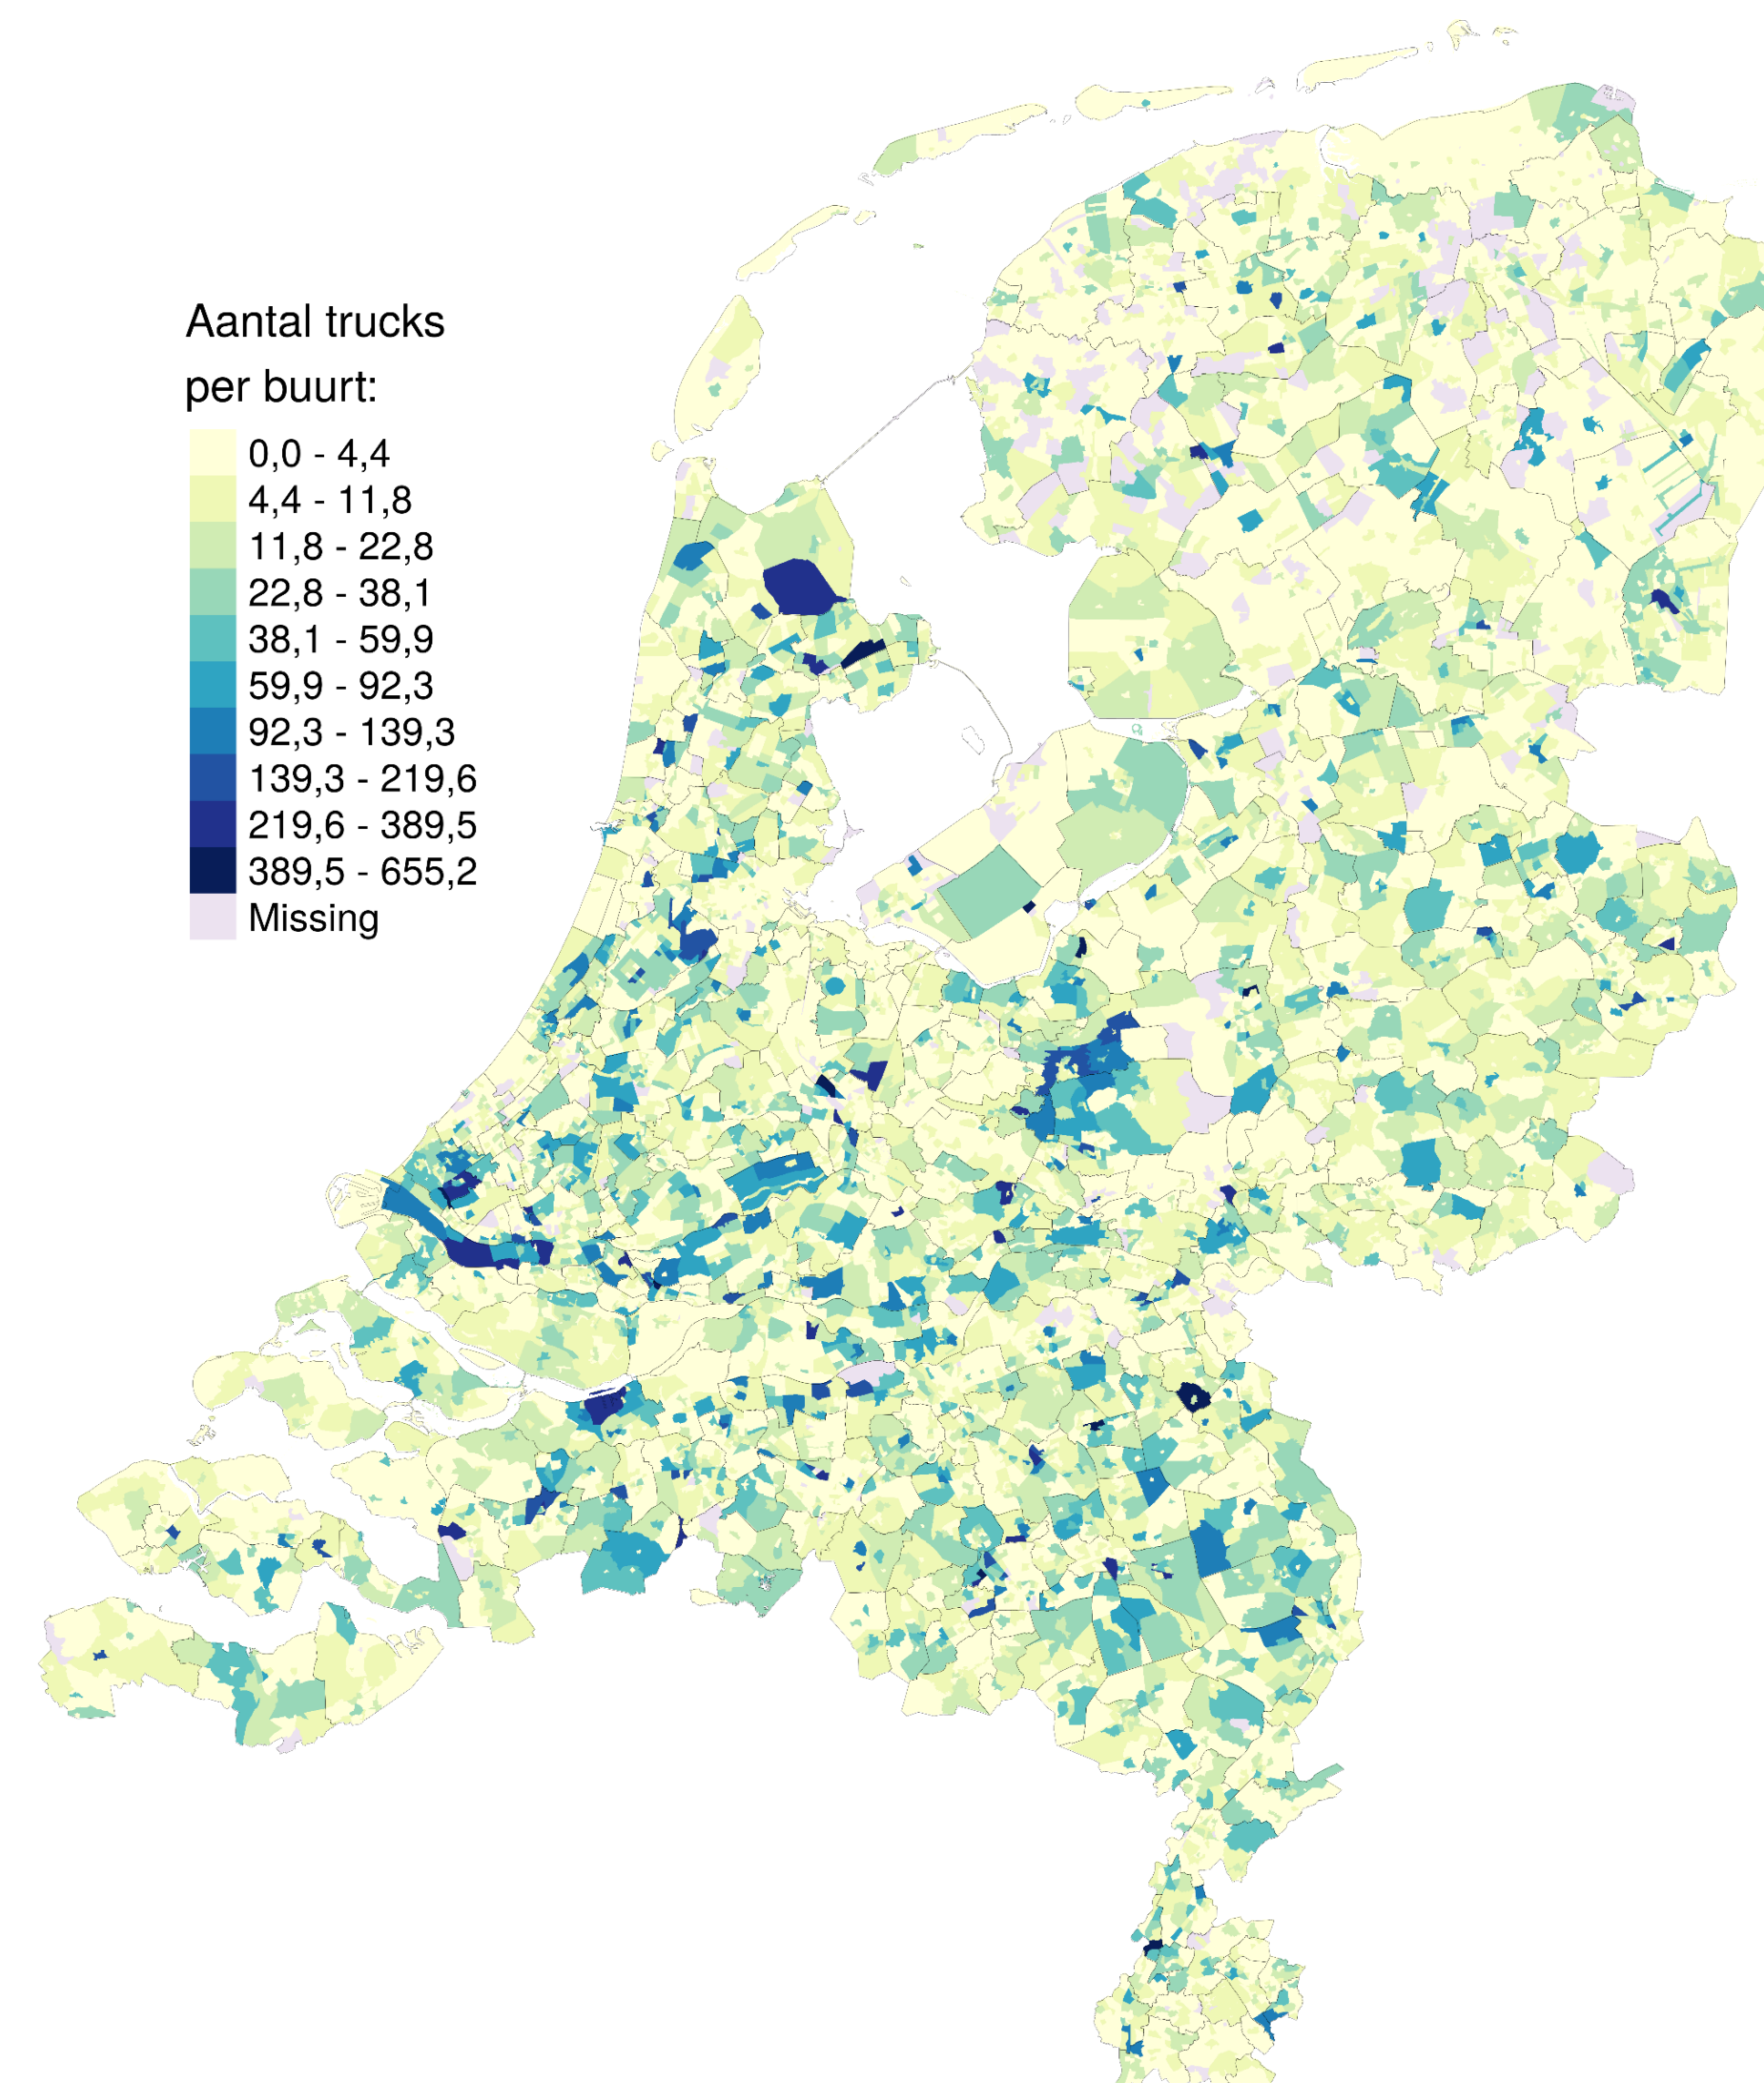 Aantal trucks
per buurt:
0,0 - 4,4
4,4 - 11,8
11,8 - 22,8
22,8 - 38,1
38,1 - 59,9
59,9 - 92,3
92,3 - 139,3
139,3 - 219,6
219,6 - 389,5
389,5 - 655,2
Missing